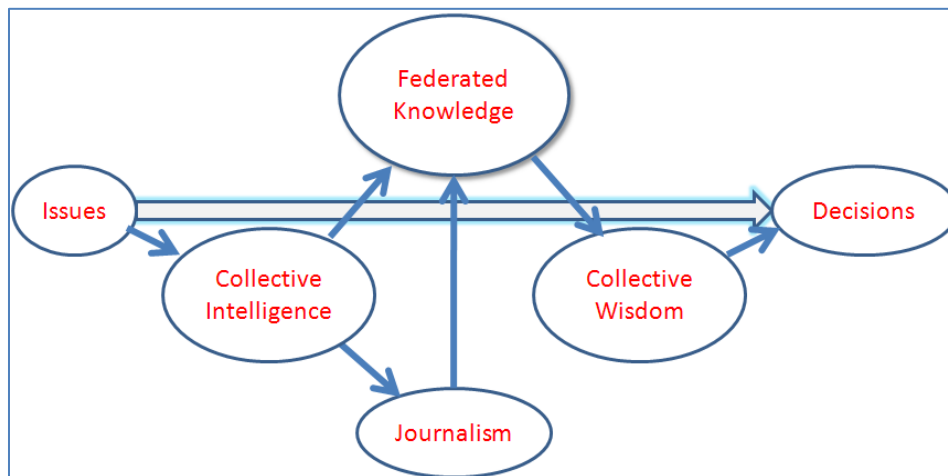 Federated
Knowledge
Issues
Decisions
Collective
Intelligence
Collective
Wisdom
Journalism